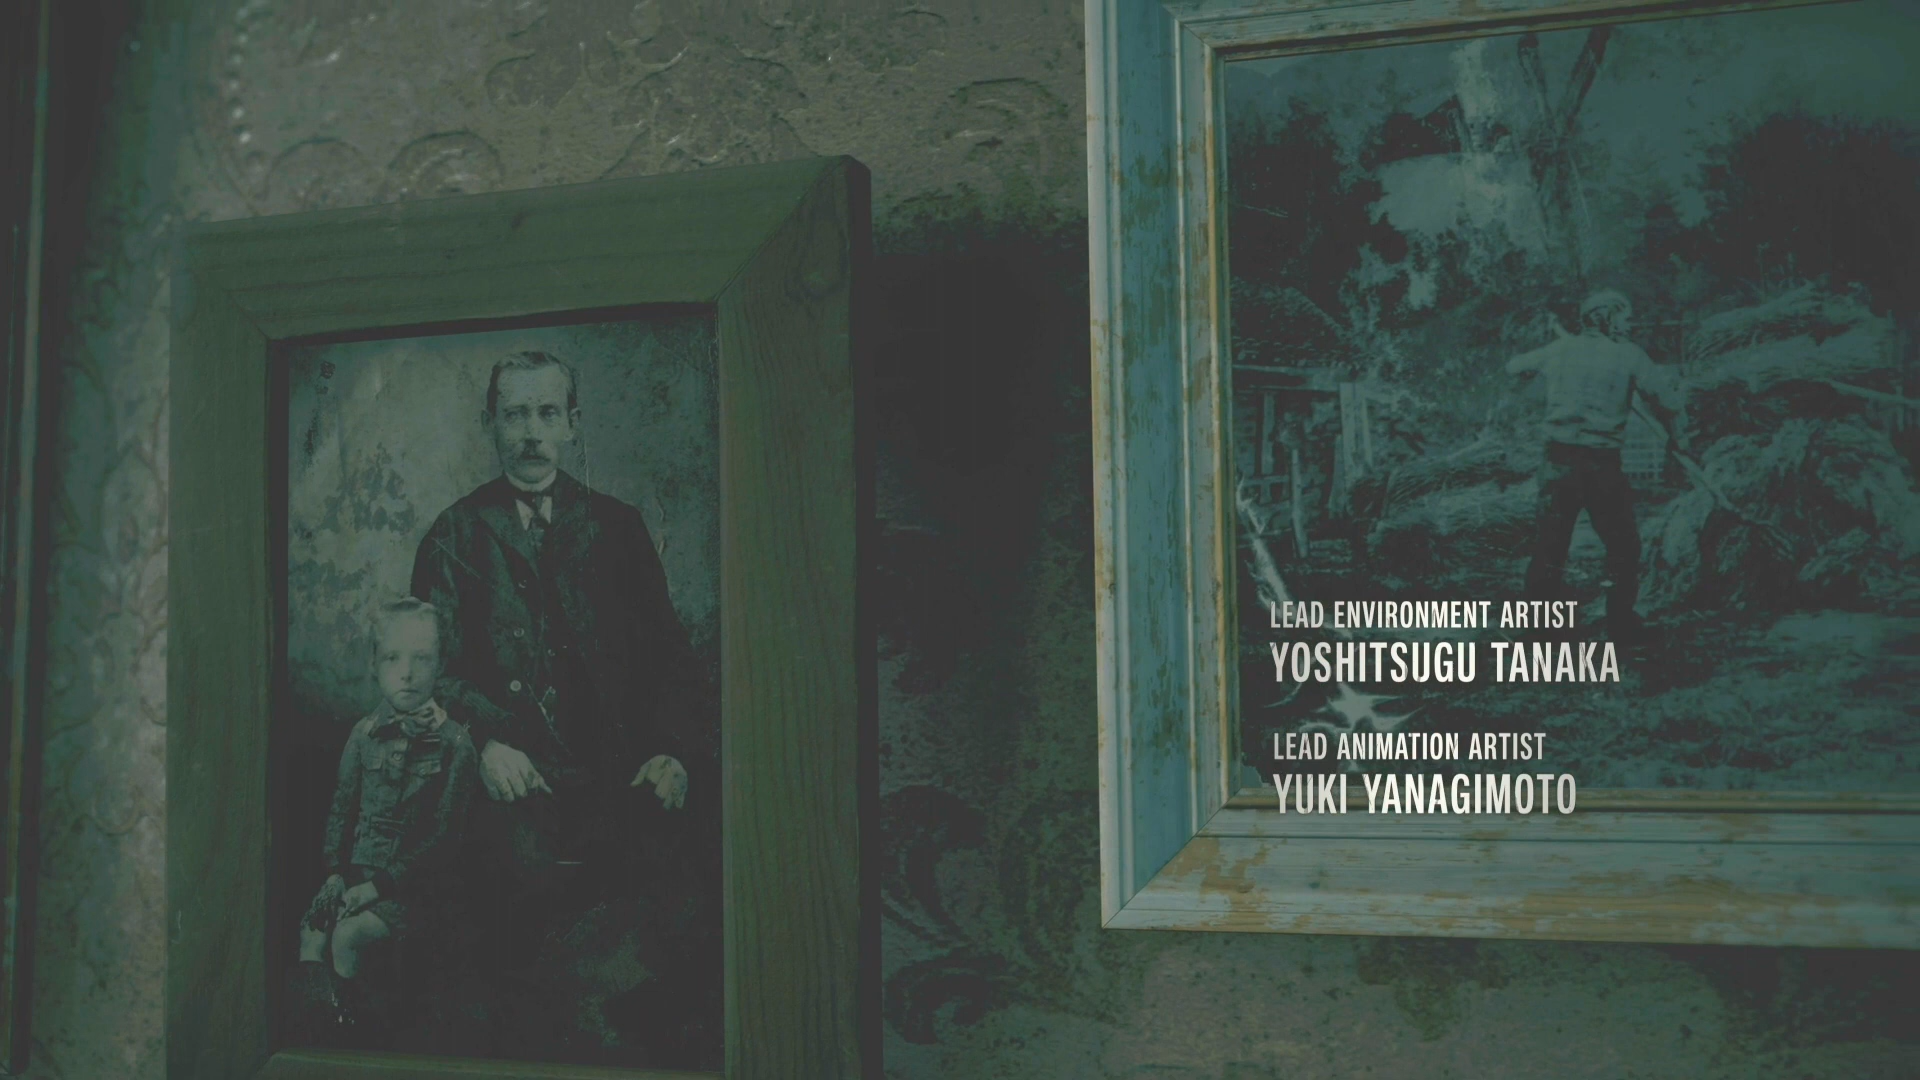 LEAD ENVIRONMENT ARTIST
YOSHITSUGU TANAKA
LEAD ANIMATION ARTIST
YUKI YANAGIMOTO